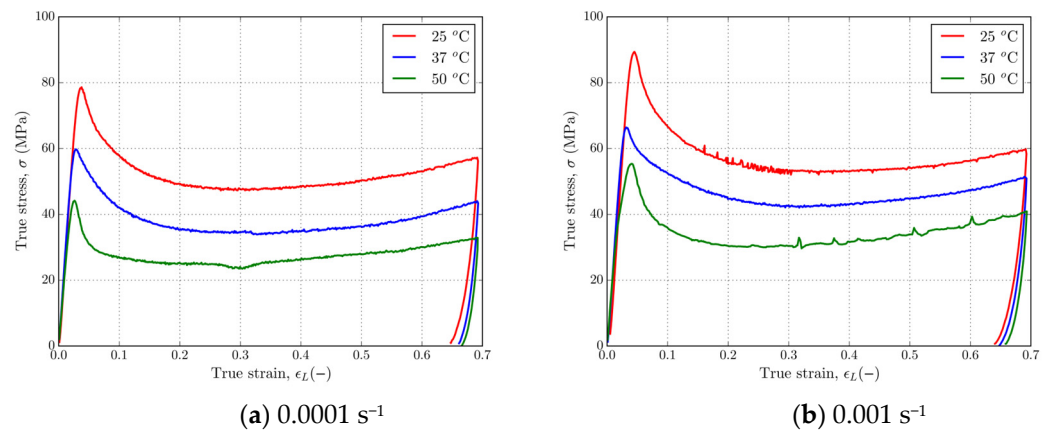 100
80
60
40
20
0
True stress, σ (MPa)
25 °C
37 °C
50 °C
0.0 0.1 0.2 0.3 0.4 0.5 0.6 0.7
True strain, ϵ_L(−)
(a) 0.0001 s⁻¹
100
80
60
40
20
0
True stress, σ (MPa)
25 °C
37 °C
50 °C
0.0 0.1 0.2 0.3 0.4 0.5 0.6 0.7
True strain, ϵ_L(−)
(b) 0.001 s⁻¹